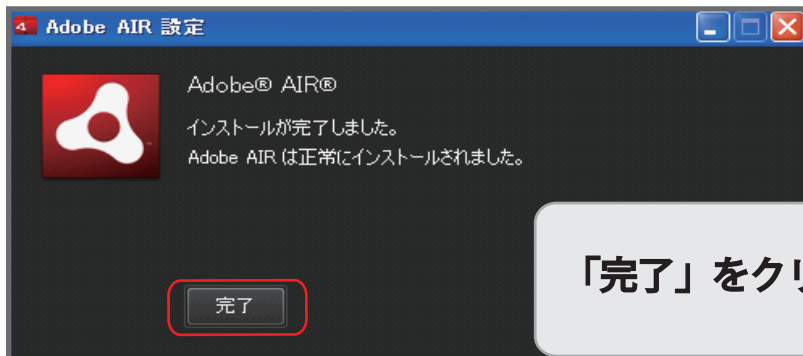 Adobe AIR 設定
Adobe® AIR®
インストールが完了しました。
Adobe AIR は正常にインストールされました。
完了
「完了」をクリ